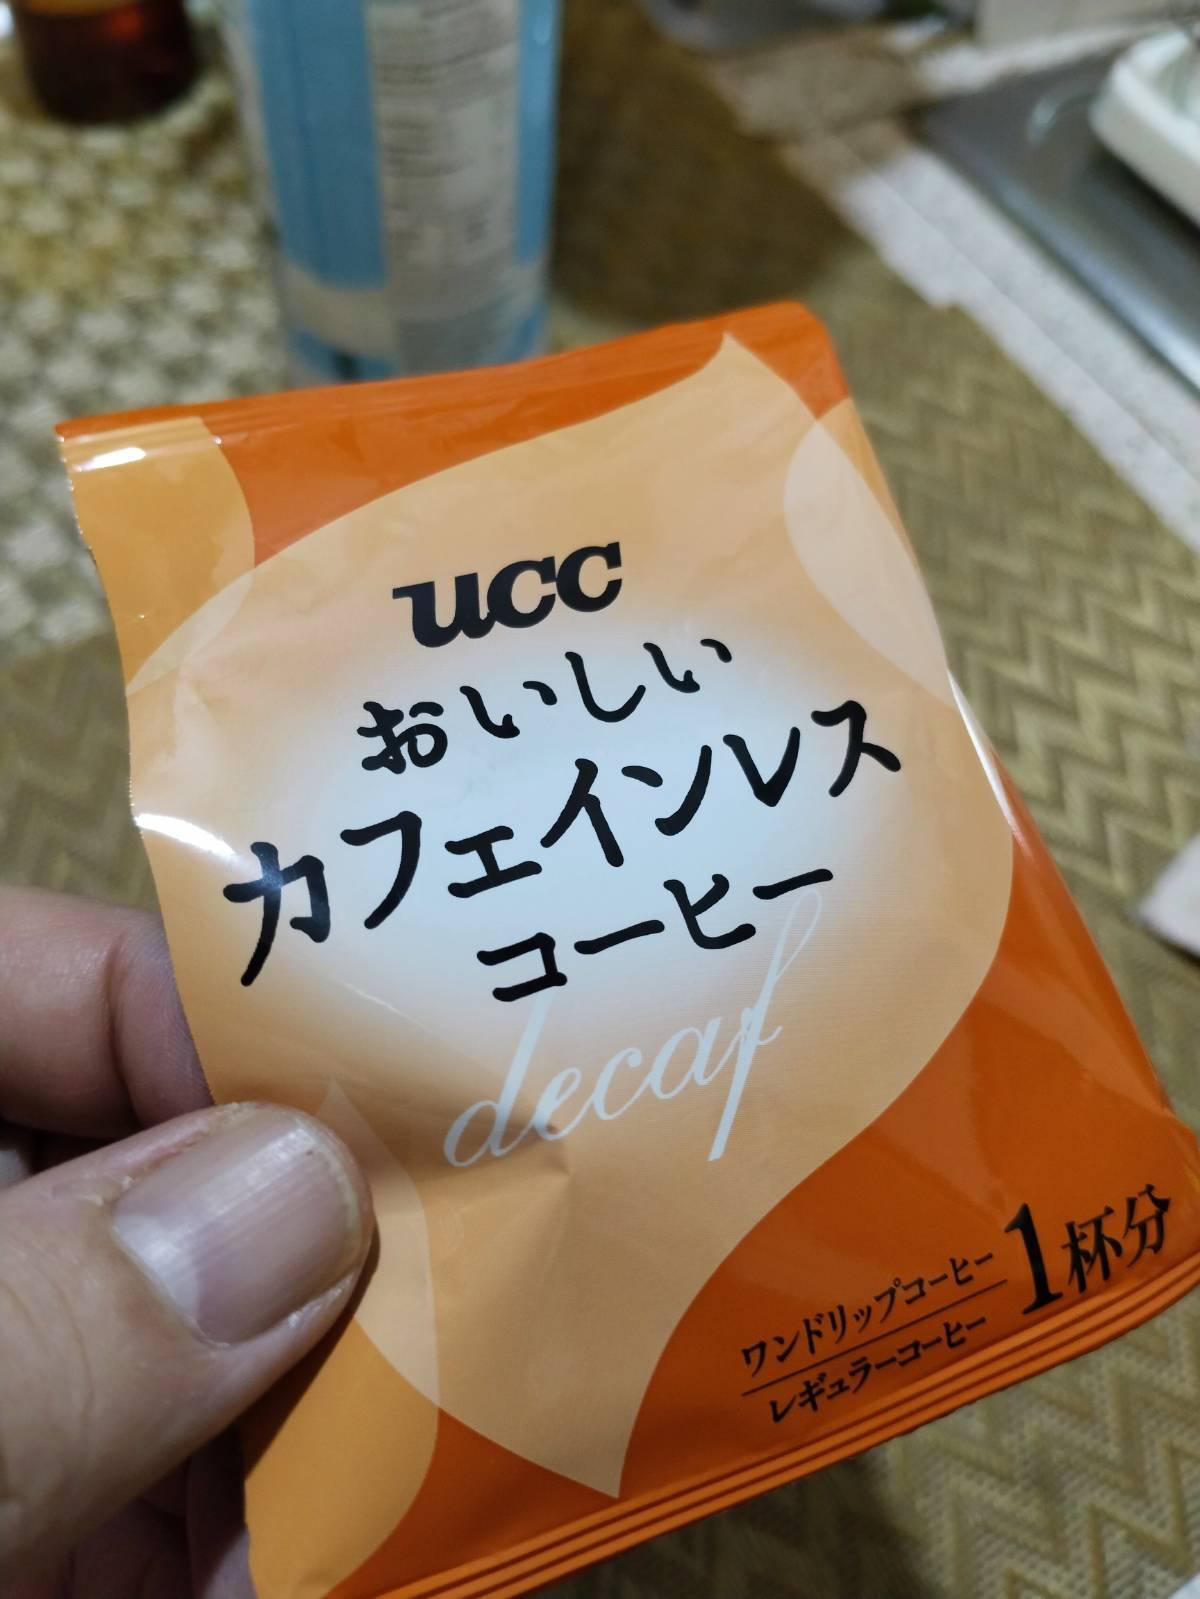 ucc
おいしい
カフェインレス
コーヒー
decaf
ワンドリップコーヒー
レギュラーコーヒー
1杯分